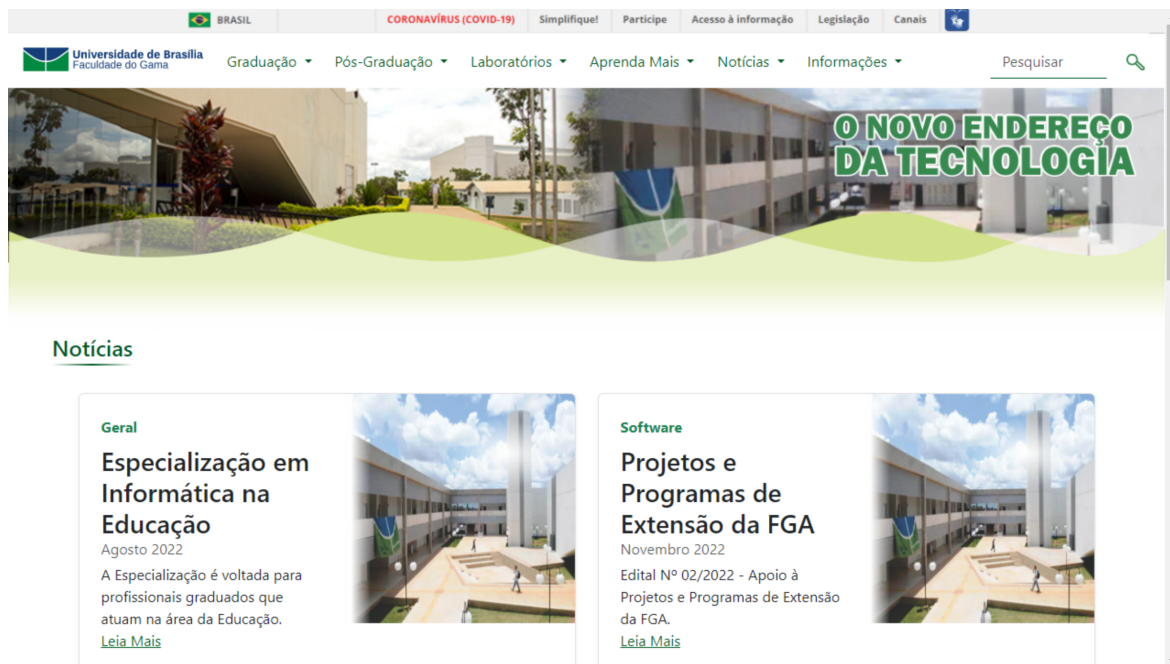 BRASIL
CORONAVÍRUS (COVID-19) Simplifique! Participe Acesso à informação Legislação Canais
Universidade de Brasília
Faculdade do Gama
Graduação Pós-Graduação Laboratórios Aprenda Mais Notícias Informações Pesquisar
O NOVO ENDEREÇO
DA TECNOLOGIA
Notícias
Geral
Especialização em
Informática na
Educação
Agosto 2022
A Especialização é voltada para
profissionais graduados que
atuam na área da Educação.
Leia Mais
Software
Projetos e
Programas de
Extensão da FGA
Novembro 2022
Edital Nº 02/2022 - Apoio à
Projetos e Programas de Extensão
da FGA.
Leia Mais